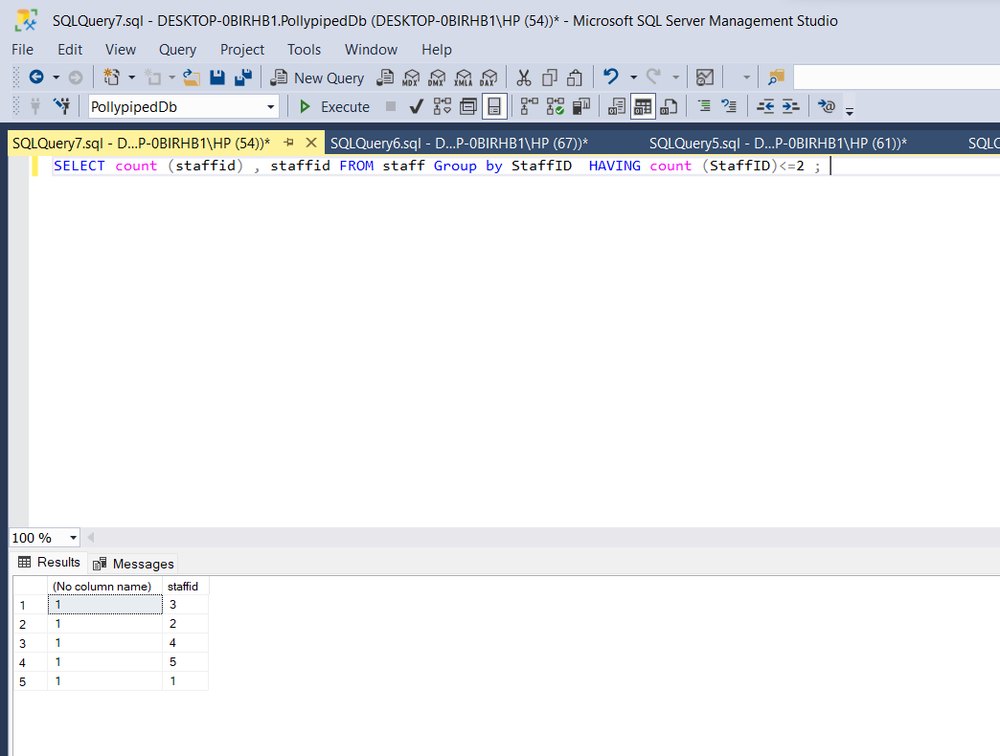 SQLQuery7.sql - DESKTOP-0BIRHB1.PollypipedDb (DESKTOP-0BIRHB1\HP (54))* - Microsoft SQL Server Management Studio
File Edit View Query Project Tools Window Help
New Query MDX DMX XMLA DAX
PollypipedDb Execute
SQLQuery7.sql - D...P-0BIRHB1\HP (54))* SQLQuery6.sql - D...P-0BIRHB1\HP (67))* SQLQuery5.sql - D...P-0BIRHB1\HP (61))* SQLQ
SELECT count (staffid) , staffid FROM staff Group by StaffID HAVING count (StaffID)<=2 ;
100 %
Results Messages
(No column name) staffid
1 1 3
2 1 2
3 1 4
4 1 5
5 1 1